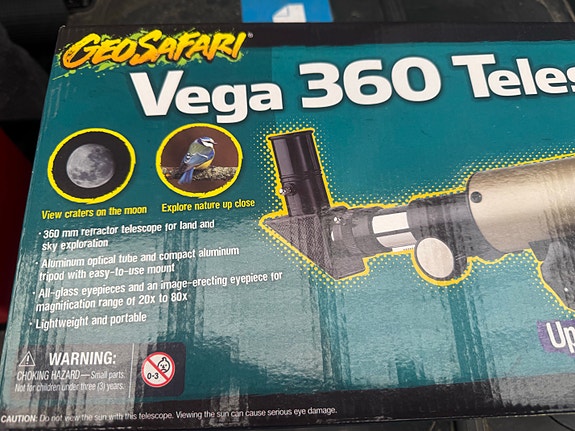 GEOSAFARI®
Vega 360 Teles
View craters on the moon
Explore nature up close
· 360 mm refractor telescope for land and
sky exploration
· Aluminum optical tube and compact aluminum
tripod with easy-to-use mount
· All-glass eyepieces and an image-erecting eyepiece for
magnification range of 20x to 80x
· Lightweight and portable
Up
WARNING:
CHOKING HAZARD — Small parts.
Not for children under three (3) years.
0-3
CAUTION: Do not view the sun with this telescope. Viewing the sun can cause serious eye damage.